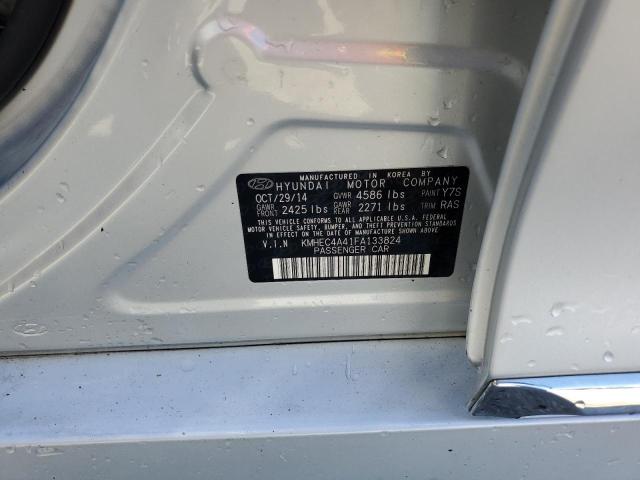 MANUFACTURED IN KOREA BY
HYUNDAI MOTOR COMPANY
OCT/29/14 GVWR 4586 lbs PAINT Y7S
GAWR FRONT 2425 lbs GAWR REAR 2271 lbs TRIM RAS
THIS VEHICLE CONFORMS TO ALL APPLICABLE U.S.A. FEDERAL
MOTOR VEHICLE SAFETY, BUMPER, AND THEFT PREVENTION STANDARDS
IN EFFECT ON THE DATE OF MANUFACTURE SHOWN ABOVE.
V.I.N KMHEC4A41FA133824
PASSENGER CAR